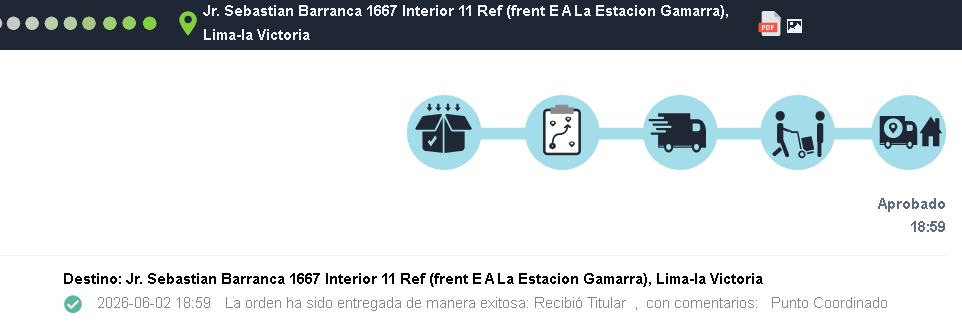 Jr. Sebastian Barranca 1667 Interior 11 Ref (frent E A La Estacion Gamarra),
Lima-la Victoria
PDF
Aprobado
18:59
Destino: Jr. Sebastian Barranca 1667 Interior 11 Ref (frent E A La Estacion Gamarra), Lima-la Victoria
2026-06-02 18:59 La orden ha sido entregada de manera exitosa: Recibió Titular , con comentarios: Punto Coordinado